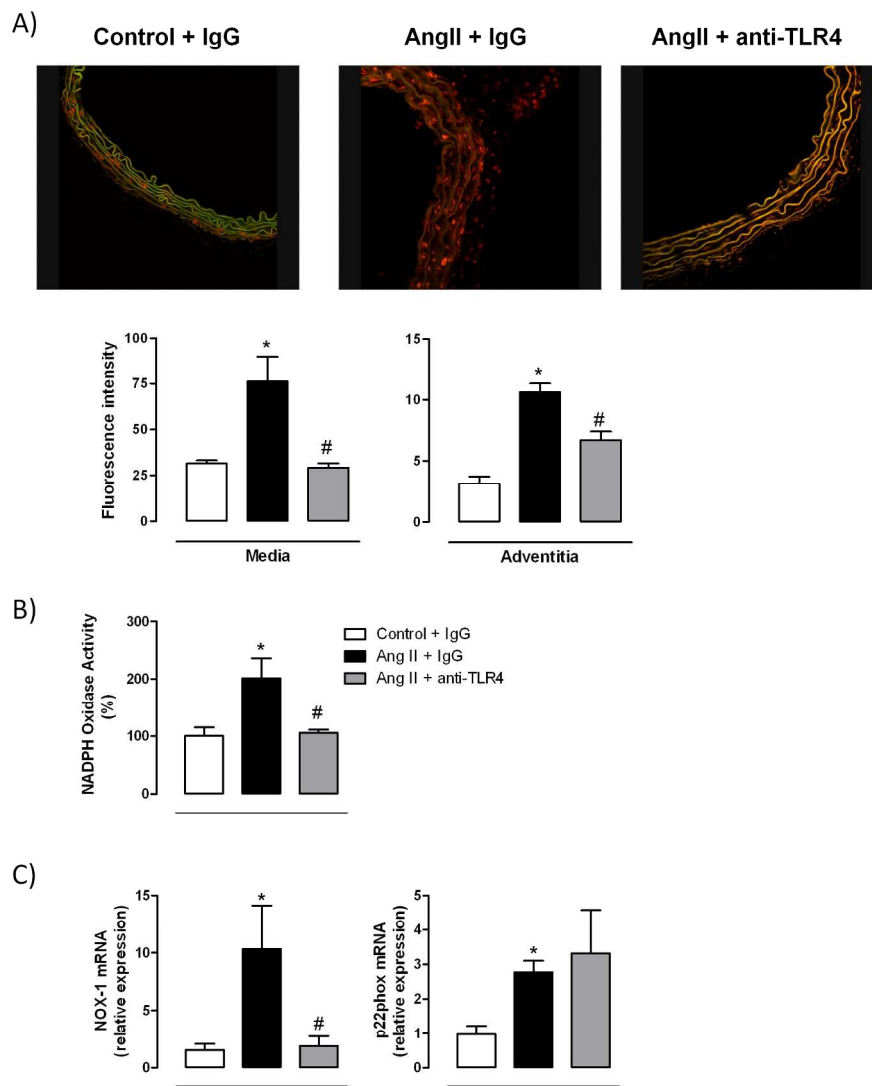 A)
Control + IgG
AngII + IgG
AngII + anti-TLR4
Fluorescence intensity
100
75
50
25
0
*
#
Media
15
10
5
0
*
#
Adventitia
B)
NADPH Oxidase Activity
(%)
300
200
100
0
*
#
Control + IgG
Ang II + IgG
Ang II + anti-TLR4
C)
NOX-1 mRNA
(relative expression)
15
10
5
0
*
#
p22phox mRNA
(relative expression)
5
4
3
2
1
0
*